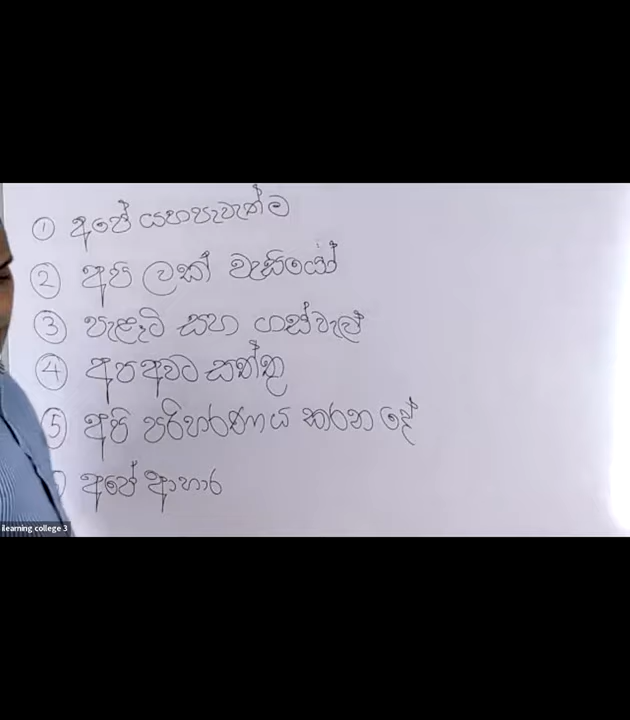 ① අපේ යහපැවැත්ම
② අපි ලක් වැසියෝ
③ පැළෑටි සහ ගස්වැල්
④ අප අවට සත්තු
⑤ අපි පරිහරණය කරන දේ
අපේ ආහාර
ilearning college 3